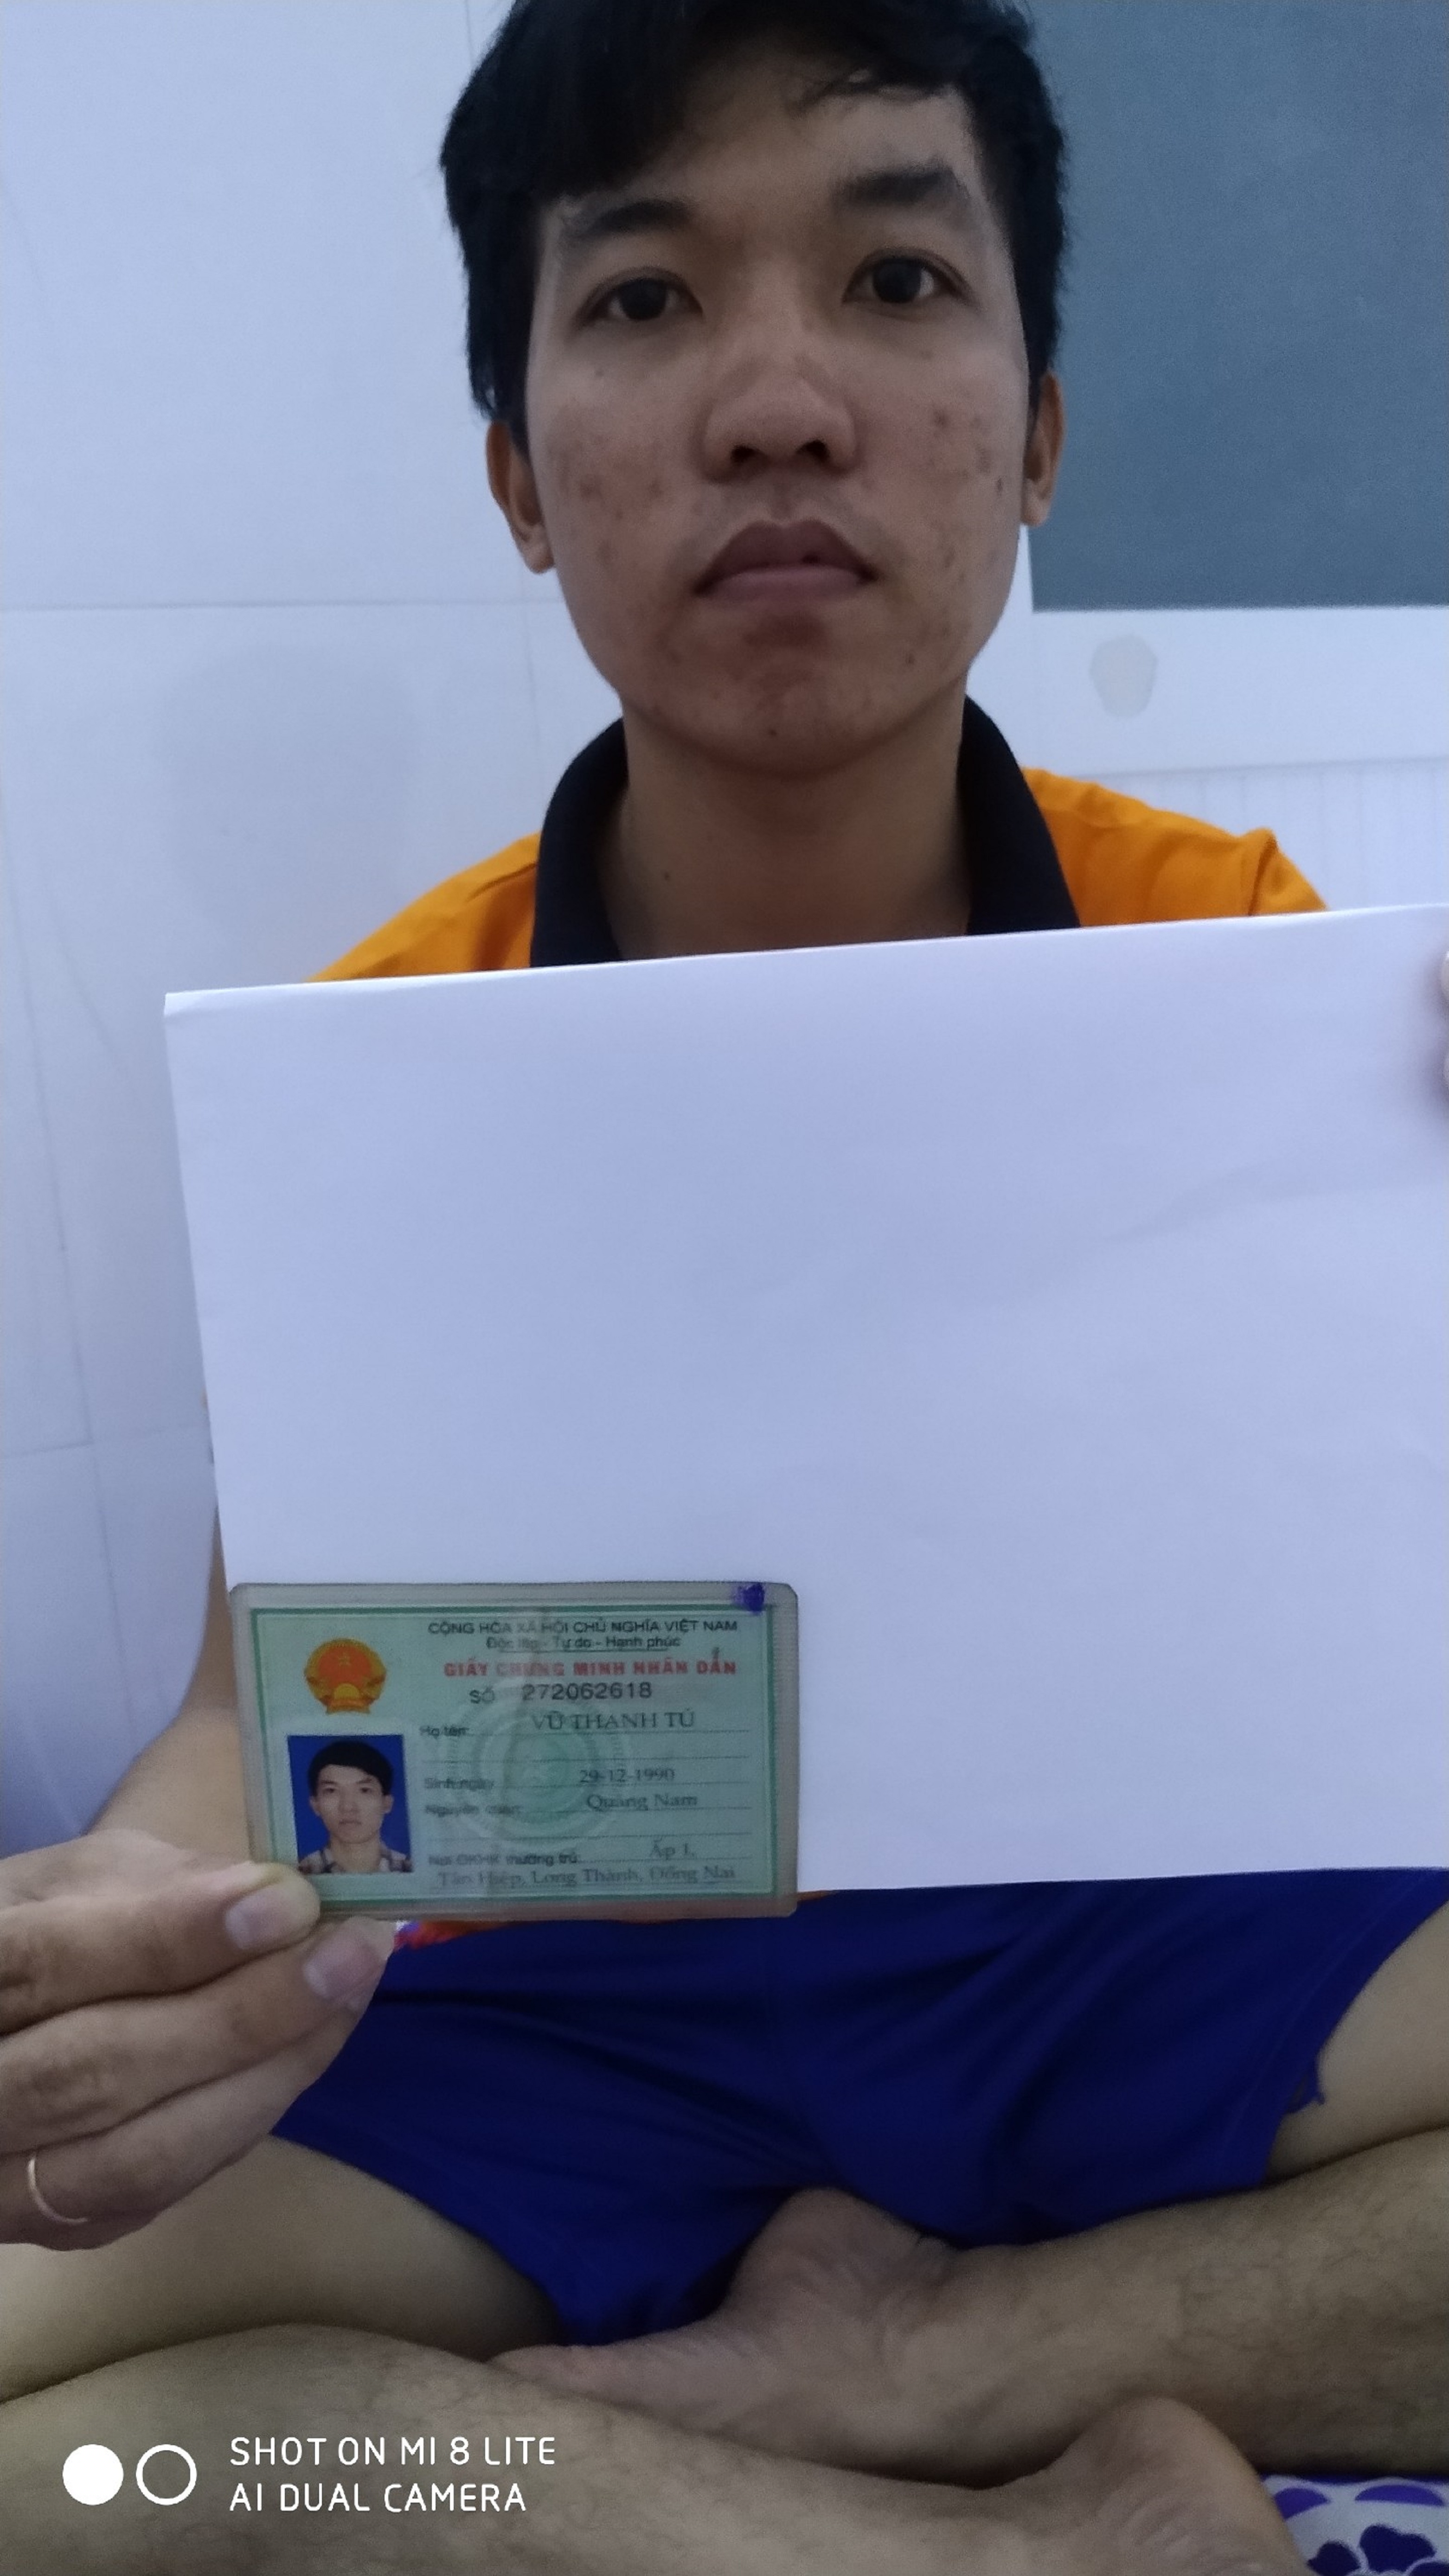 CỘNG HÒA XÃ HỘI CHỦ NGHĨA VIỆT NAM
Độc lập - Tự do - Hạnh phúc
GIẤY CHỨNG MINH NHÂN DÂN
SỐ 272062618
Họ tên: VŨ THANH TÚ
Sinh ngày 29-12-1990
Nguyên quán: Quảng Nam
Nơi ĐKHK thường trú: Ấp 1,
Tân Hiệp, Long Thành, Đồng Nai
SHOT ON MI 8 LITE
AI DUAL CAMERA